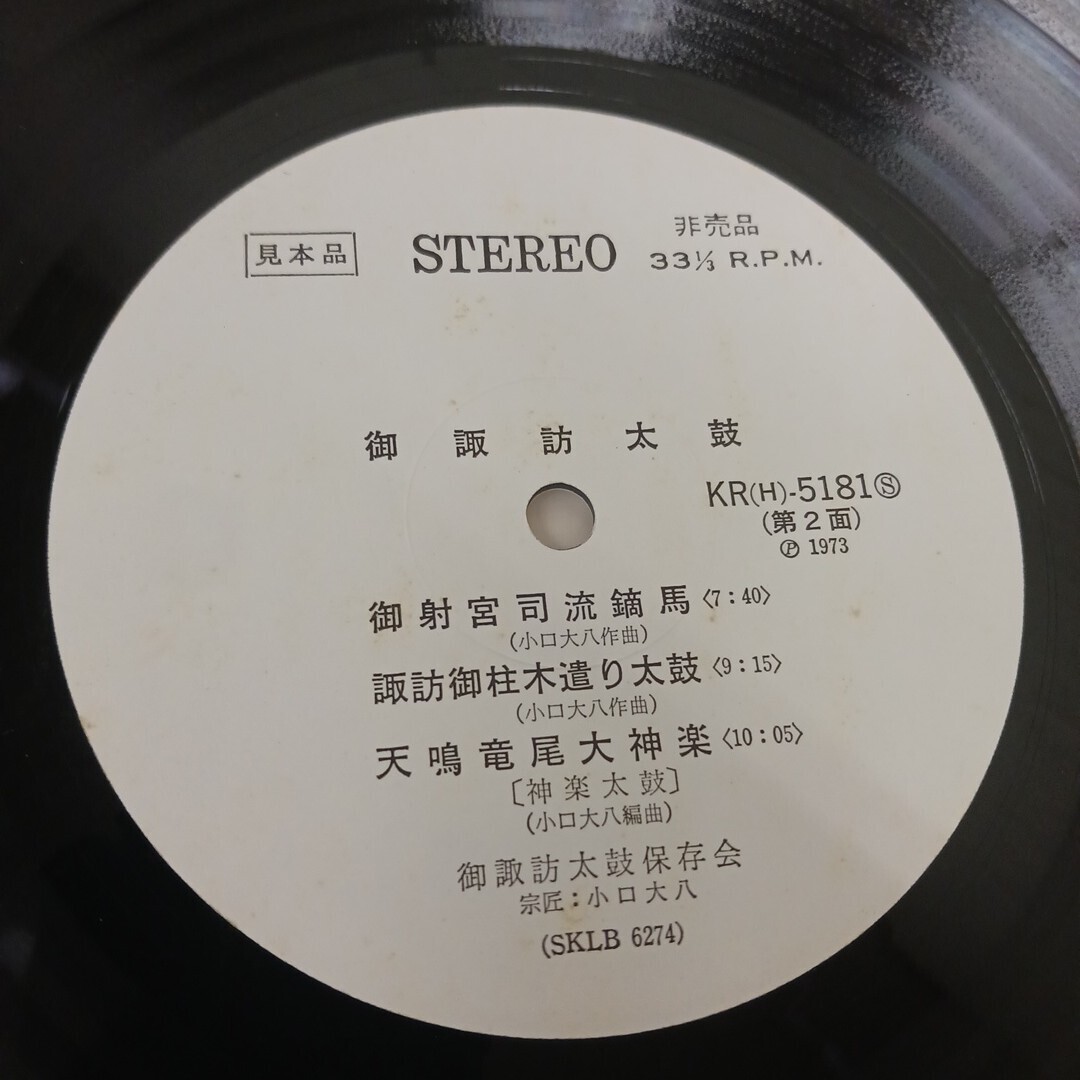 見本品 STEREO 非売品
33⅓ R.P.M.
御諏訪太鼓
KR(H)-5181Ⓢ
(第2面)
Ⓟ 1973
御射宮司流鏑馬〈7:40〉
(小口大八作曲)
諏訪御柱木遣り太鼓〈9:15〉
(小口大八作曲)
天鳴竜尾大神楽〈10:05〉
〔神楽太鼓〕
(小口大八編曲)
御諏訪太鼓保存会
宗匠:小口大八
(SKLB 6274)